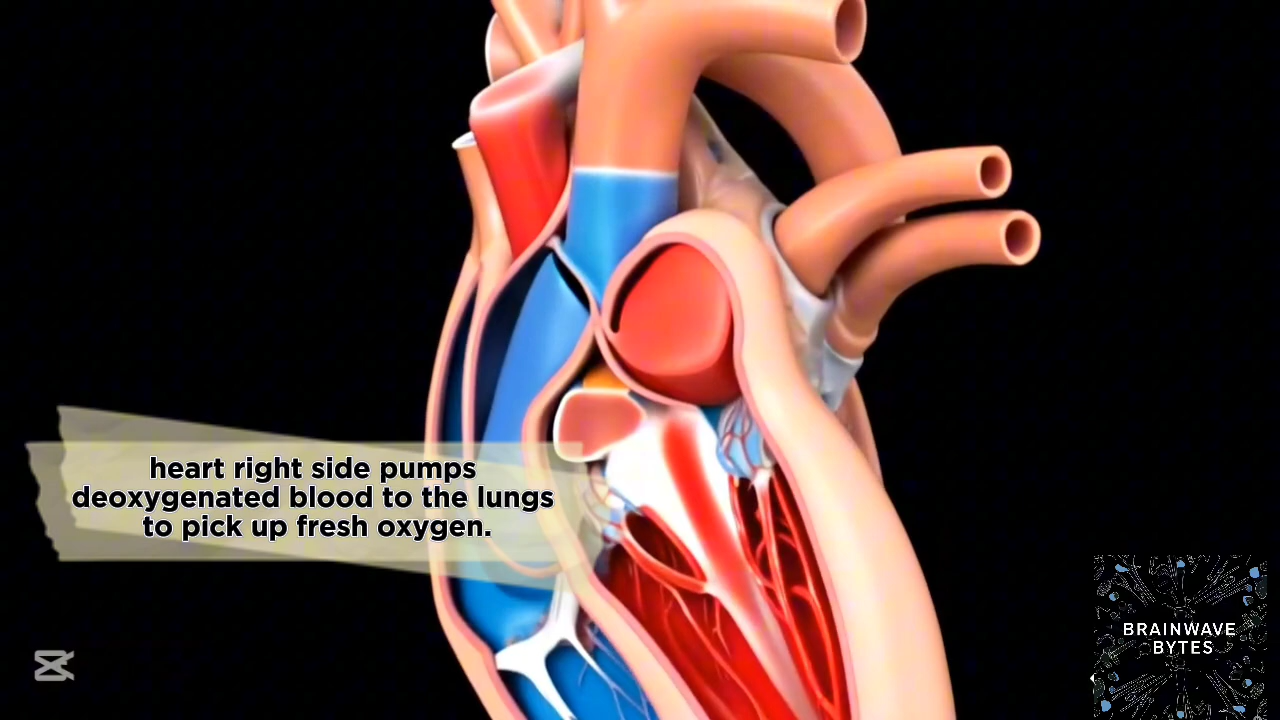 heart right side pumps
deoxygenated blood to the lungs
to pick up fresh oxygen.
BRAINWAVE
BYTES